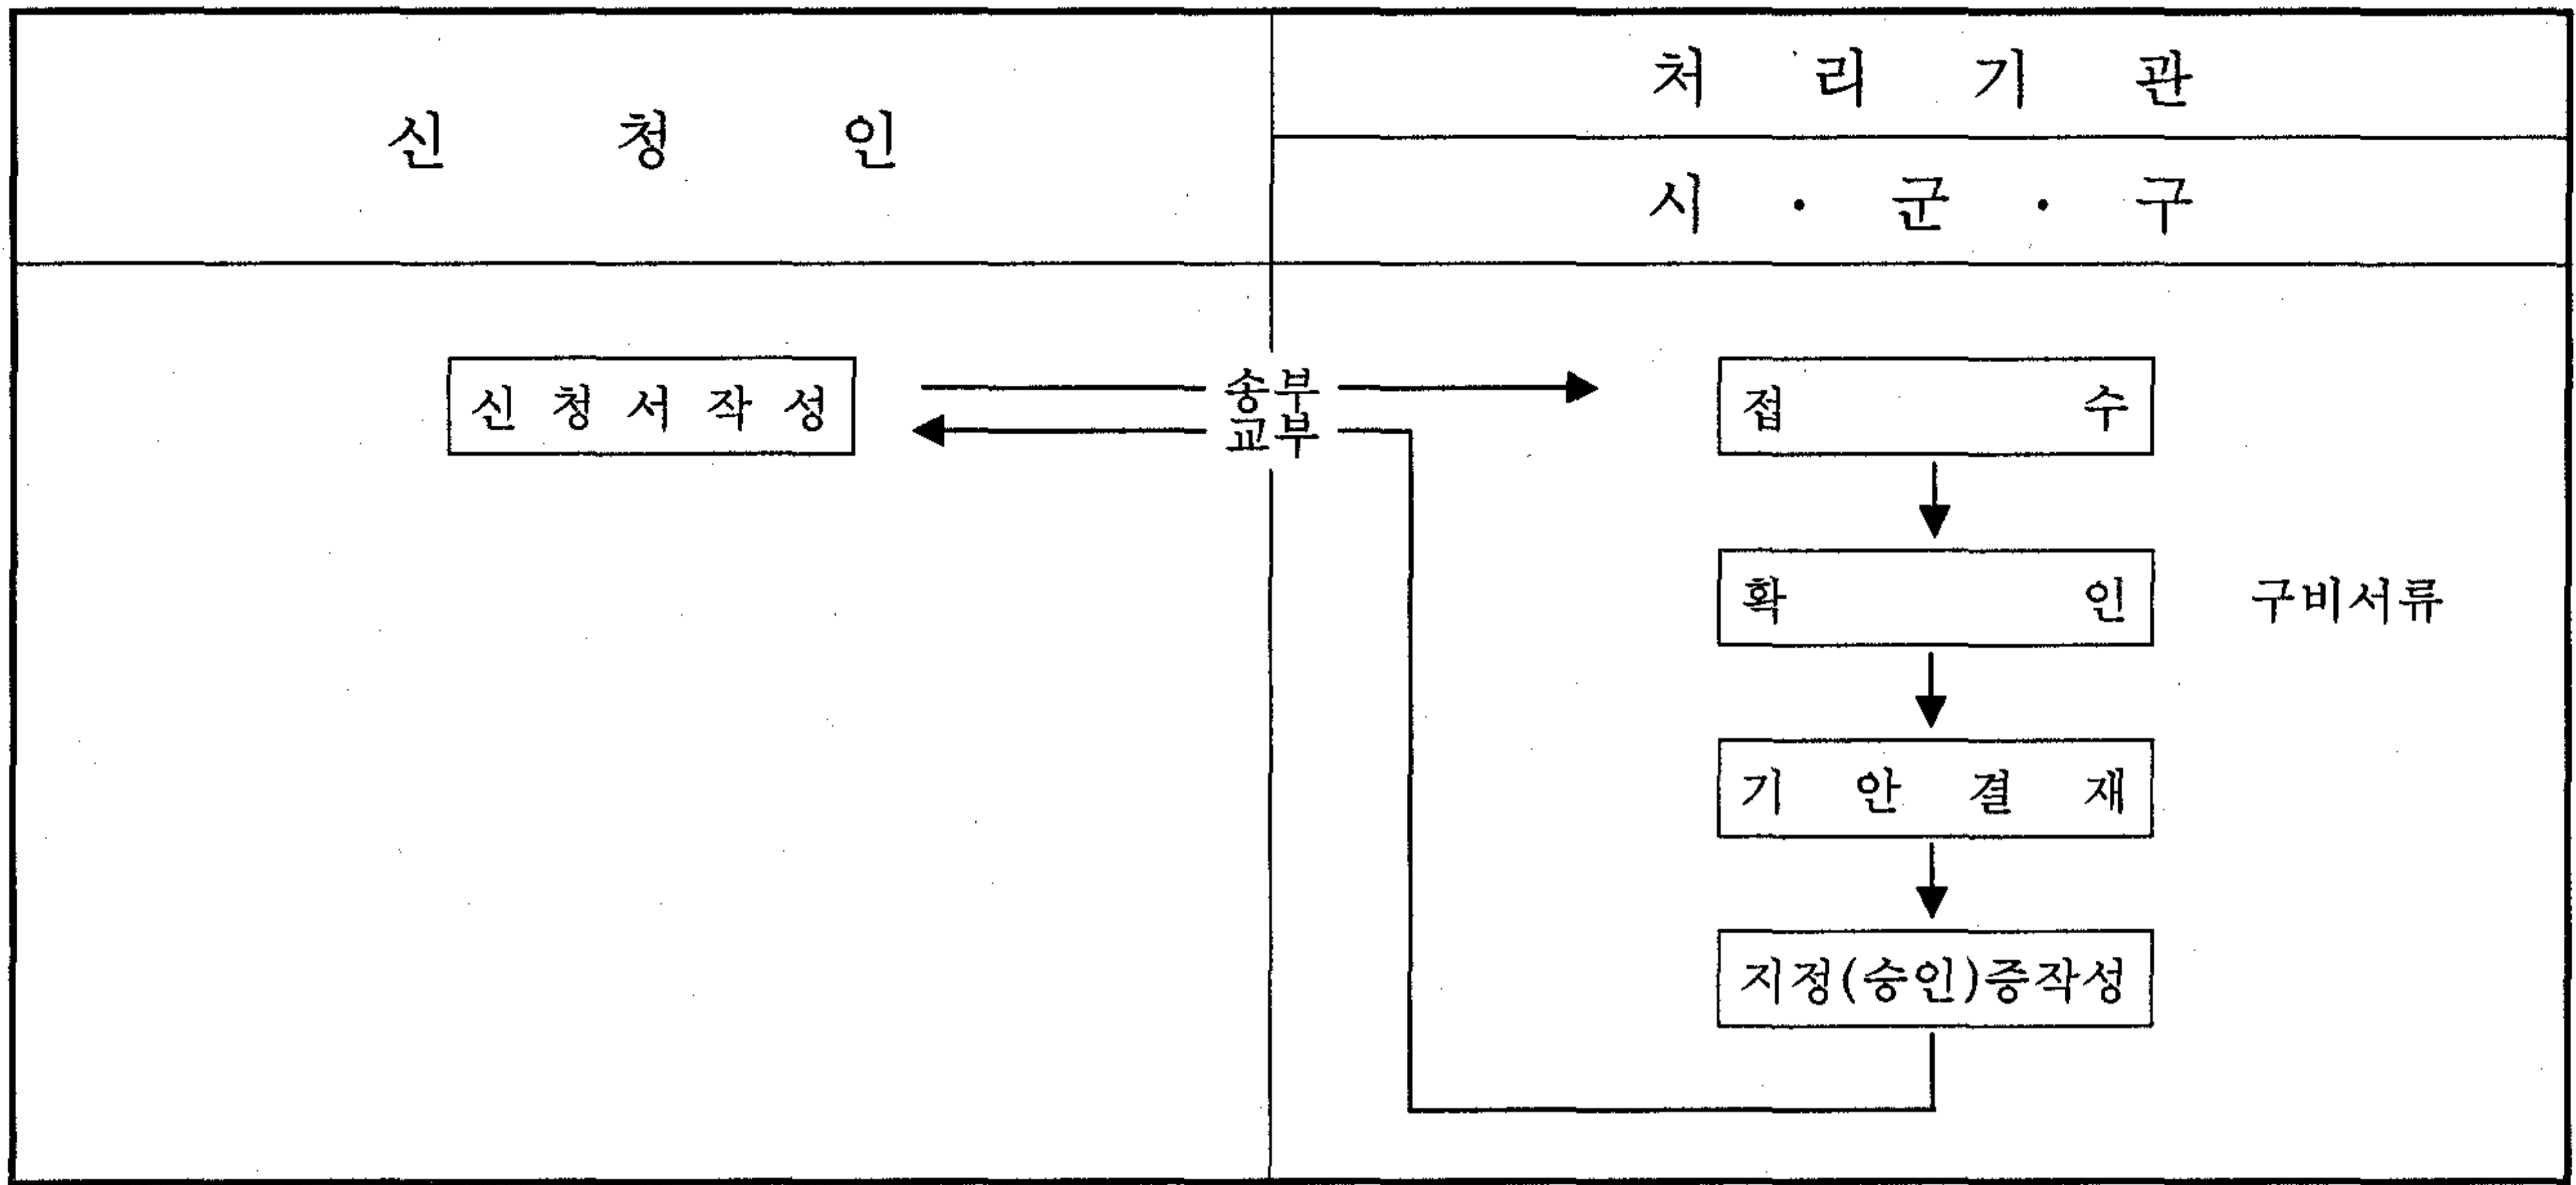 신 청 인
처 리 기 관
시 · 군 · 구
신 청 서 작 성
송부
교부
접 수
확 인
구비서류
기 안 결 재
지정(승인)증작성